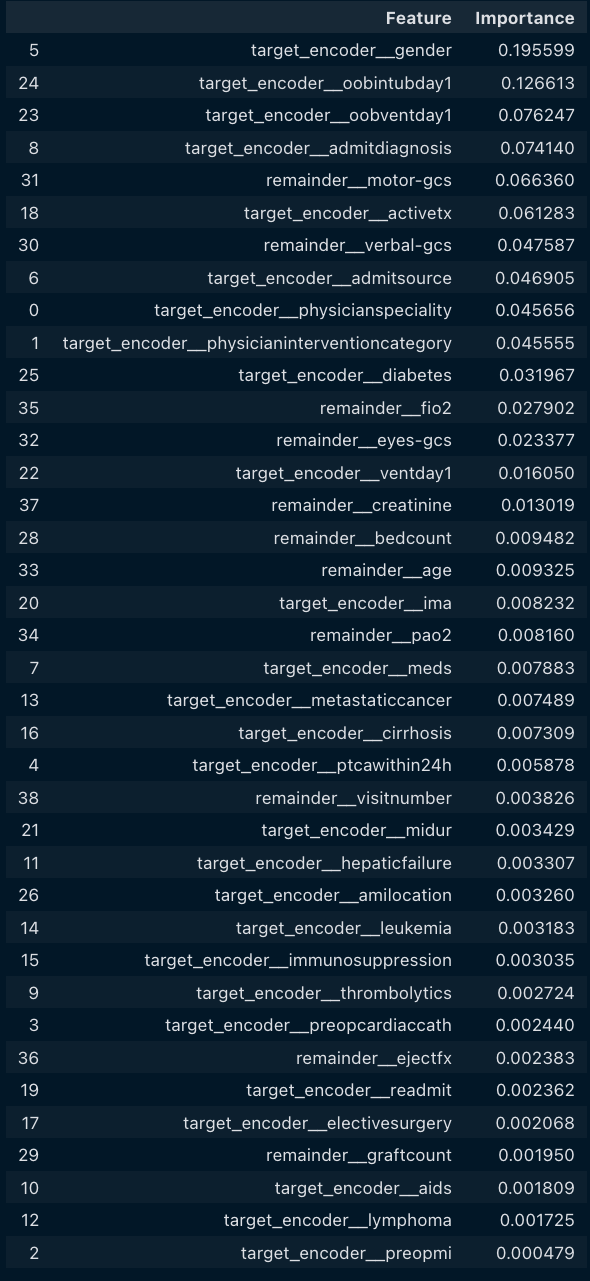 Feature Importance
5 target_encoder__gender 0.195599
24 target_encoder__oobintubday1 0.126613
23 target_encoder__oobventday1 0.076247
8 target_encoder__admitdiagnosis 0.074140
31 remainder__motor-gcs 0.066360
18 target_encoder__activetx 0.061283
30 remainder__verbal-gcs 0.047587
6 target_encoder__admitsource 0.046905
0 target_encoder__physicianspeciality 0.045656
1 target_encoder__physicianinterventioncategory 0.045555
25 target_encoder__diabetes 0.031967
35 remainder__fio2 0.027902
32 remainder__eyes-gcs 0.023377
22 target_encoder__ventday1 0.016050
37 remainder__creatinine 0.013019
28 remainder__bedcount 0.009482
33 remainder__age 0.009325
20 target_encoder__ima 0.008232
34 remainder__pao2 0.008160
7 target_encoder__meds 0.007883
13 target_encoder__metastaticcancer 0.007489
16 target_encoder__cirrhosis 0.007309
4 target_encoder__ptcawithin24h 0.005878
38 remainder__visitnumber 0.003826
21 target_encoder__midur 0.003429
11 target_encoder__hepaticfailure 0.003307
26 target_encoder__amilocation 0.003260
14 target_encoder__leukemia 0.003183
15 target_encoder__immunosuppression 0.003035
9 target_encoder__thrombolytics 0.002724
3 target_encoder__preopcardiaccath 0.002440
36 remainder__ejectfx 0.002383
19 target_encoder__readmit 0.002362
17 target_encoder__electivesurgery 0.002068
29 remainder__graftcount 0.001950
10 target_encoder__aids 0.001809
12 target_encoder__lymphoma 0.001725
2 target_encoder__preopmi 0.000479